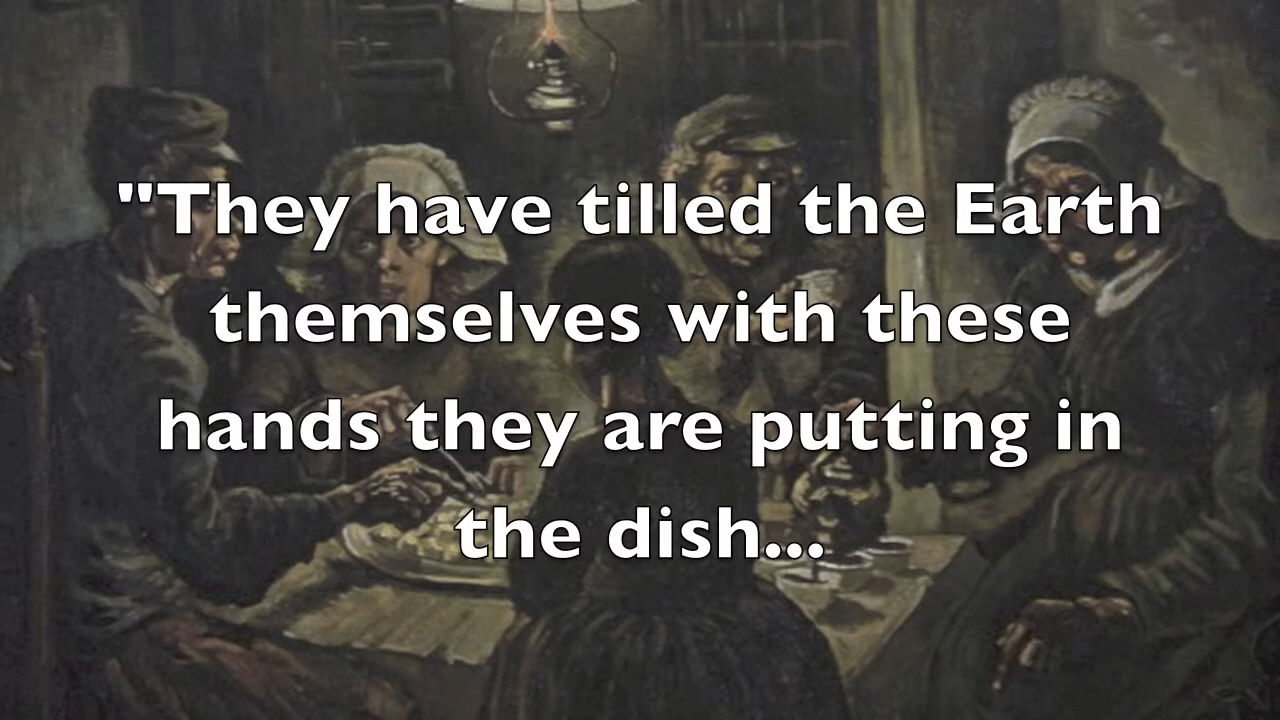 "They have tilled the Earth
themselves with these
hands they are putting in
the dish...